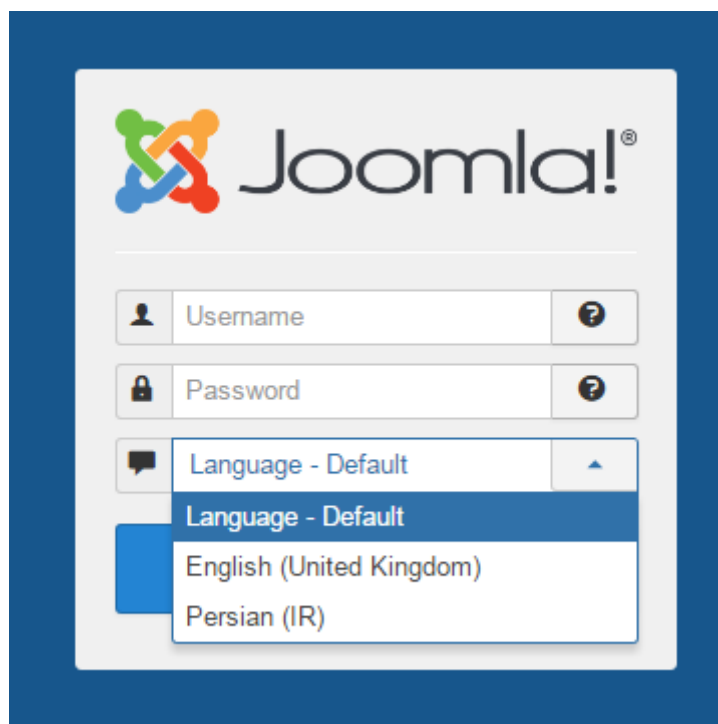 Joomla!®
Username
Password
Language - Default
Language - Default
English (United Kingdom)
Persian (IR)